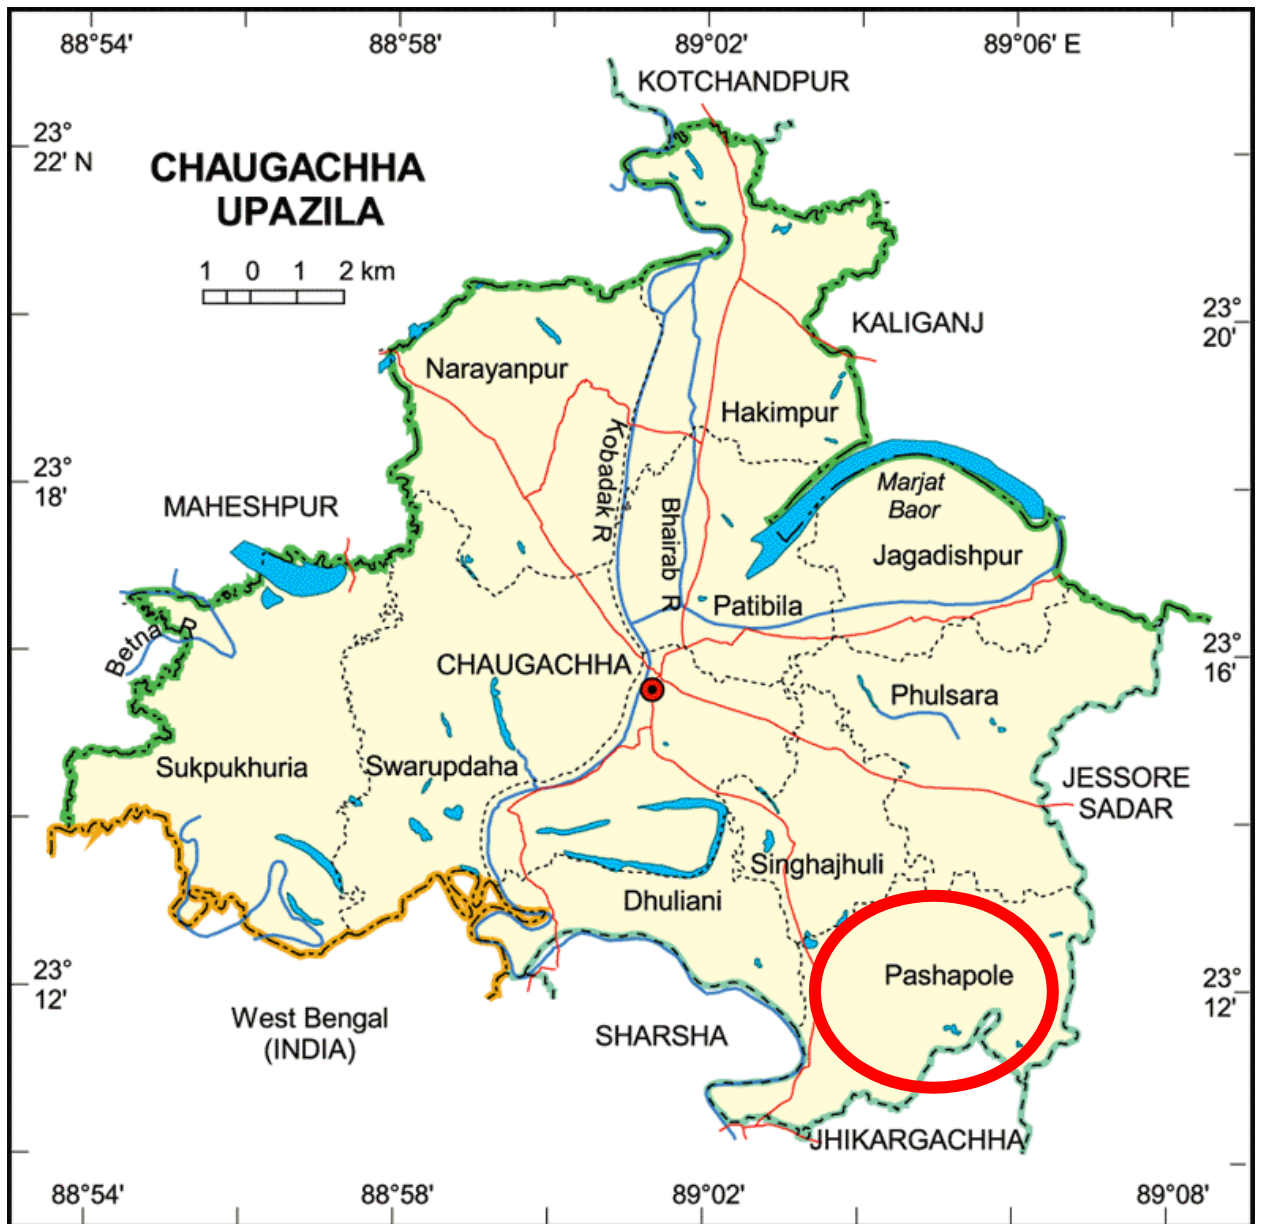 88°54'
88°58'
89°02'
89°06' E
KOTCHANDPUR
23°
22' N
CHAUGACHHA
UPAZILA
1 0 1 2 km
KALIGANJ
23°
20'
Narayanpur
Hakimpur
Kobadak R
23°
18'
MAHESHPUR
Marjat
Baor
Bhairab R
Jagadishpur
Patibila
Betna R
CHAUGACHHA
23°
16'
Phulsara
Sukpukhuria
Swarupdaha
JESSORE
SADAR
Singhajhuli
Dhuliani
23°
12'
Pashapole
23°
12'
West Bengal
(INDIA)
SHARSHA
JHIKARGACHHA
88°54'
88°58'
89°02'
89°08'